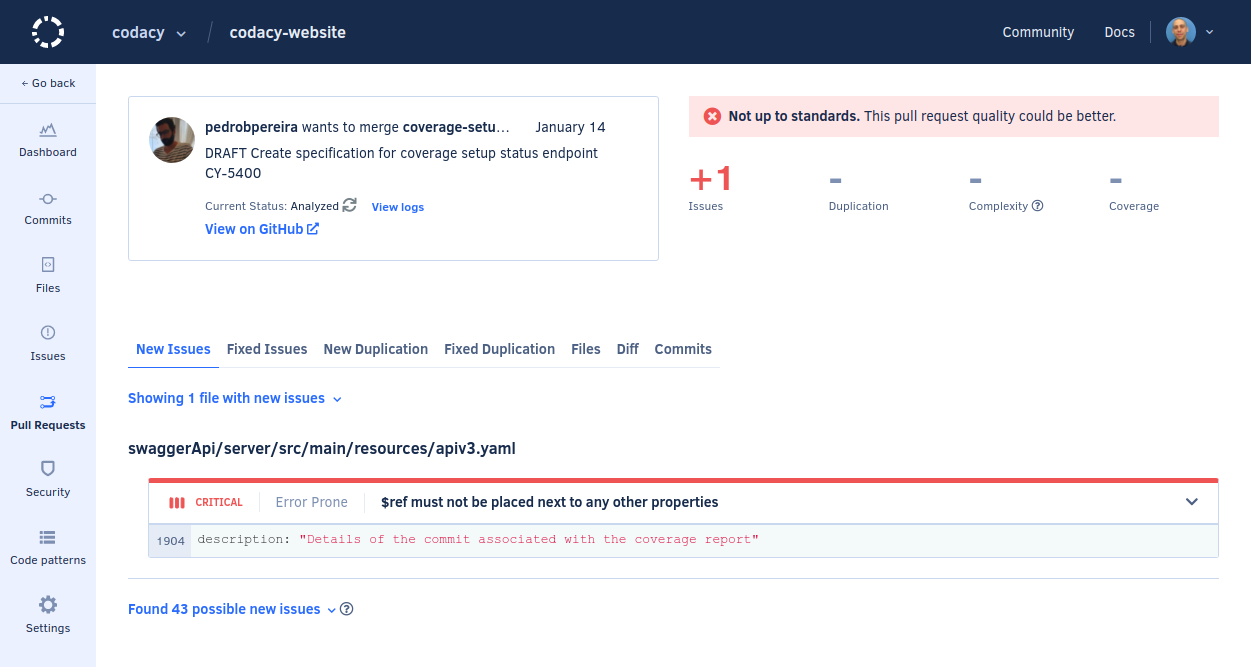 codacy / codacy-website
Community
Docs
← Go back
Dashboard
Commits
Files
Issues
Pull Requests
Security
Code patterns
Settings
pedrobpereira wants to merge coverage-setu… January 14
DRAFT Create specification for coverage setup status endpoint
CY-5400
Current Status: Analyzed View logs
View on GitHub
Not up to standards. This pull request quality could be better.
+1 - - -
Issues Duplication Complexity ? Coverage
New Issues Fixed Issues New Duplication Fixed Duplication Files Diff Commits
Showing 1 file with new issues
swaggerApi/server/src/main/resources/apiv3.yaml
CRITICAL Error Prone $ref must not be placed next to any other properties
1904 description: "Details of the commit associated with the coverage report"
Found 43 possible new issues ?